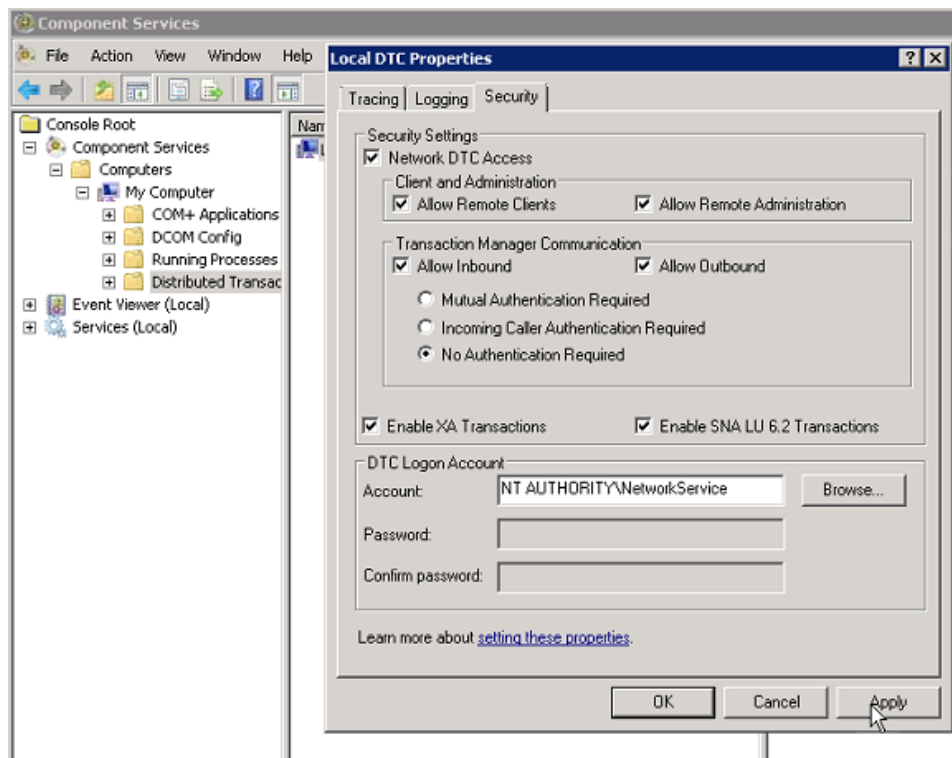 Component Services
File Action View Window Help
Console Root
Component Services
Computers
My Computer
COM+ Applications
DCOM Config
Running Processes
Distributed Transac
Event Viewer (Local)
Services (Local)
Nam
Local DTC Properties
Tracing Logging Security
Security Settings
Network DTC Access
Client and Administration
Allow Remote Clients Allow Remote Administration
Transaction Manager Communication
Allow Inbound Allow Outbound
Mutual Authentication Required
Incoming Caller Authentication Required
No Authentication Required
Enable XA Transactions Enable SNA LU 6.2 Transactions
DTC Logon Account
Account: NT AUTHORITY\NetworkService Browse...
Password:
Confirm password:
Learn more about setting these properties.
OK Cancel Apply